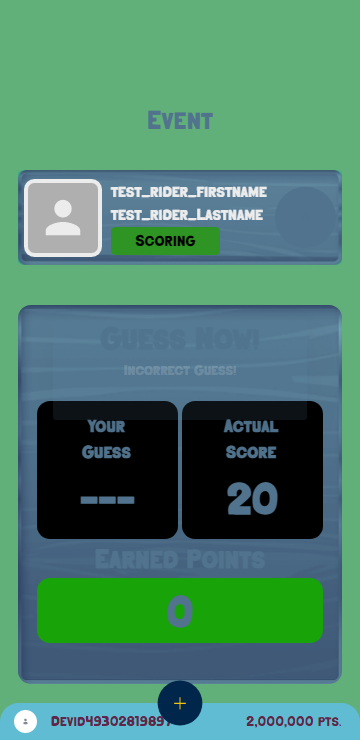 Event
TEST_RIDER_FIRSTNAME
TEST_RIDER_LASTNAME
Scoring
Guess Now!
Incorrect Guess!
Your
Guess
---
Actual
Score
20
Earned Points
0
2,000,000 PTS.